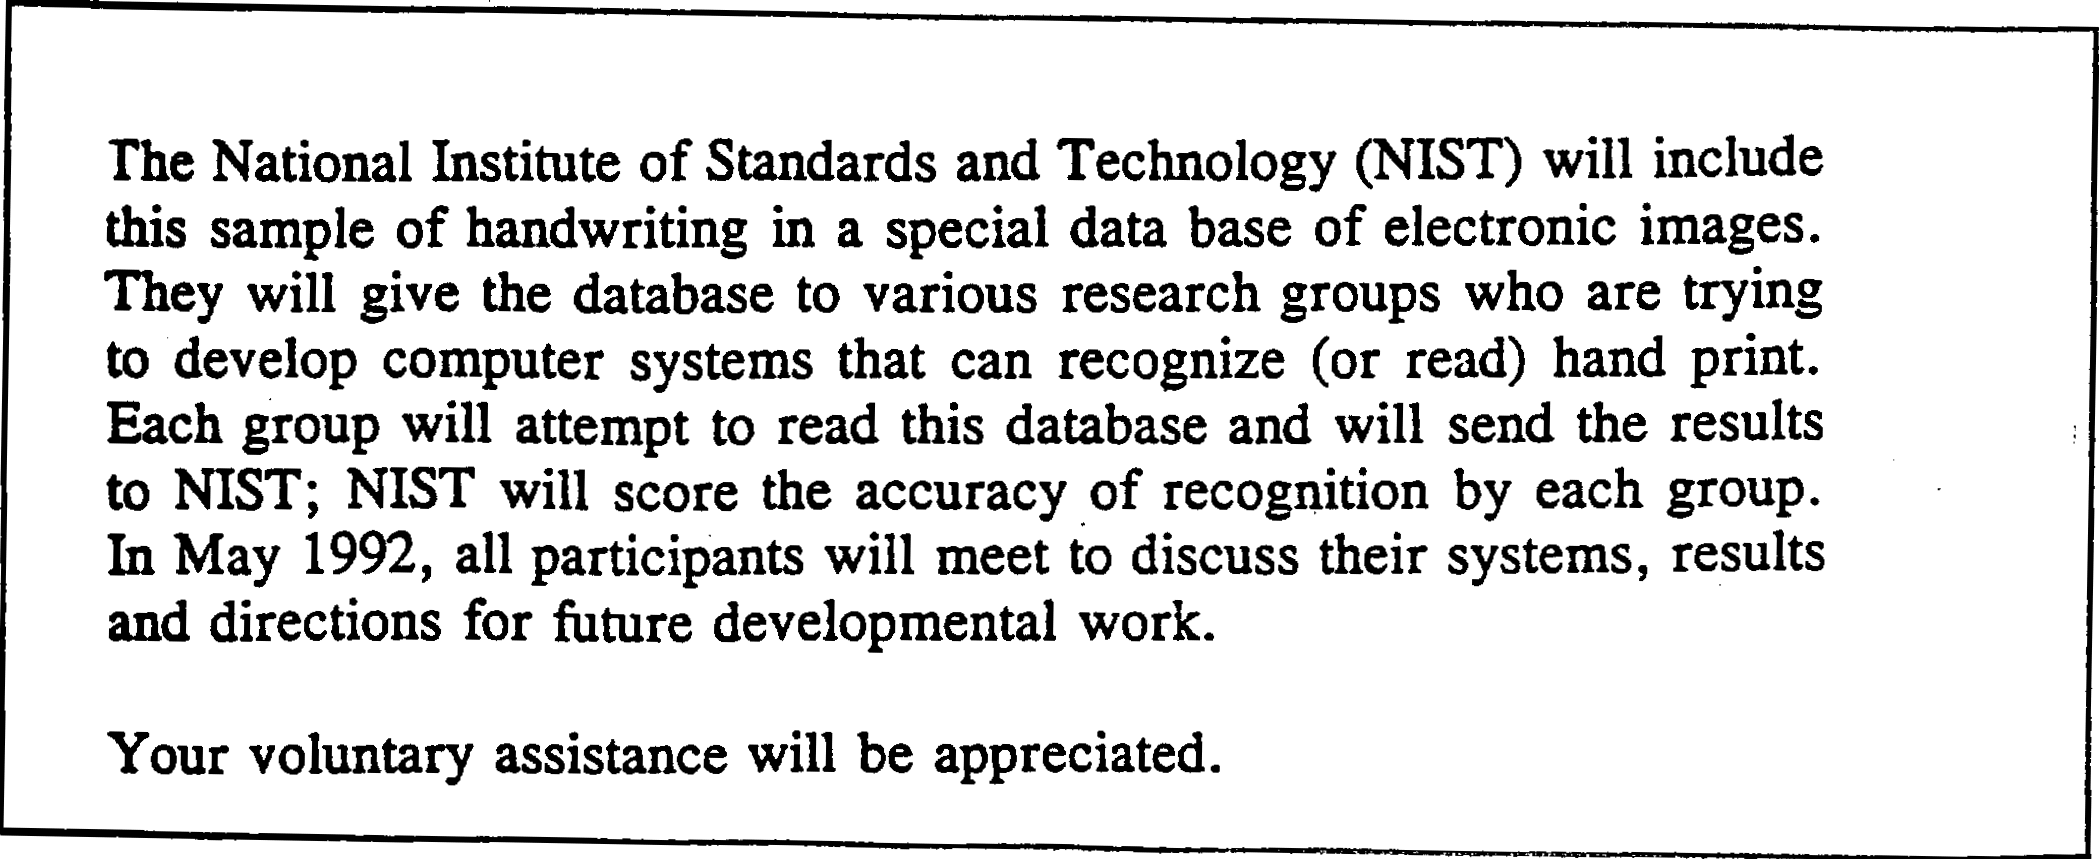 The National Institute of Standards and Technology (NIST) will include
this sample of handwriting in a special data base of electronic images.
They will give the database to various research groups who are trying
to develop computer systems that can recognize (or read) hand print.
Each group will attempt to read this database and will send the results
to NIST; NIST will score the accuracy of recognition by each group.
In May 1992, all participants will meet to discuss their systems, results
and directions for future developmental work.
Your voluntary assistance will be appreciated.